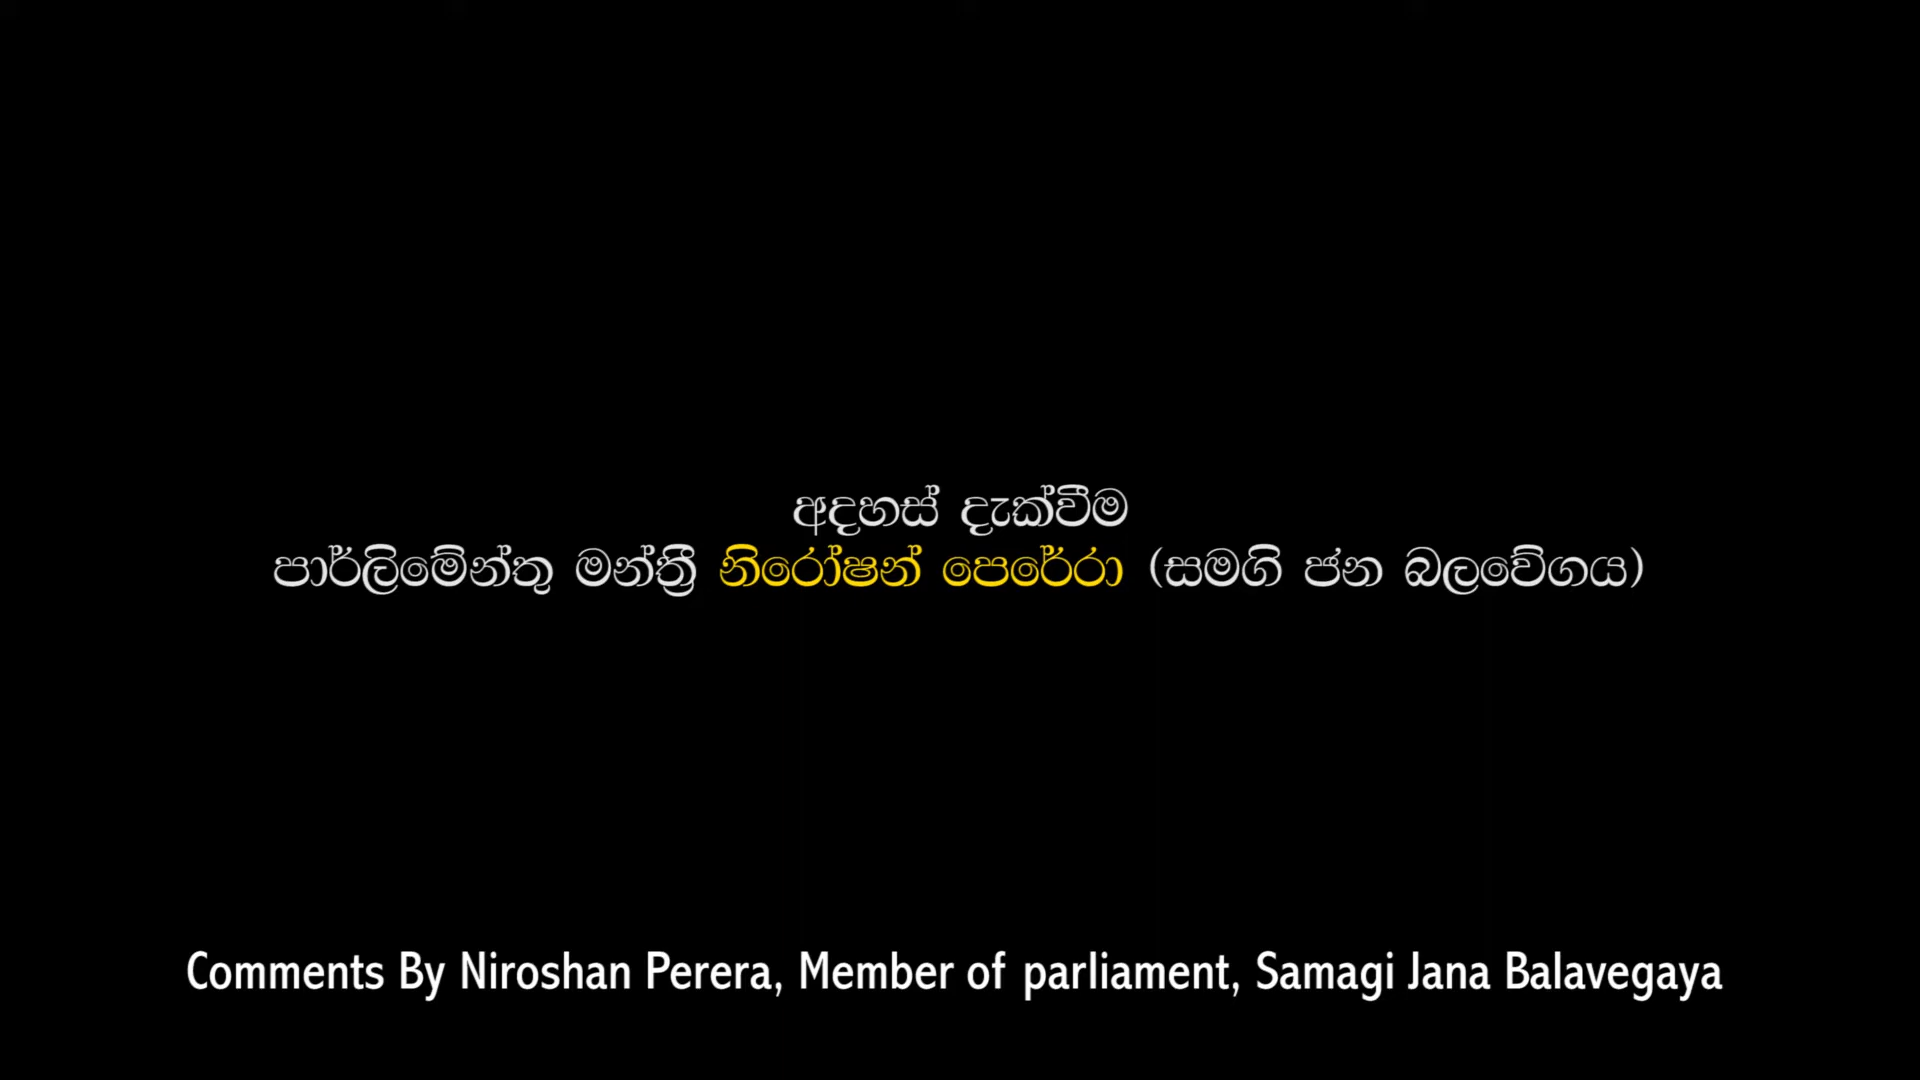 අදහස් දැක්වීම
පාර්ලිමේන්තු මන්ත්‍රී නිරෝෂන් පෙරේරා (සමගි ජන බලවේගය)
Comments By Niroshan Perera, Member of parliament, Samagi Jana Balavegaya